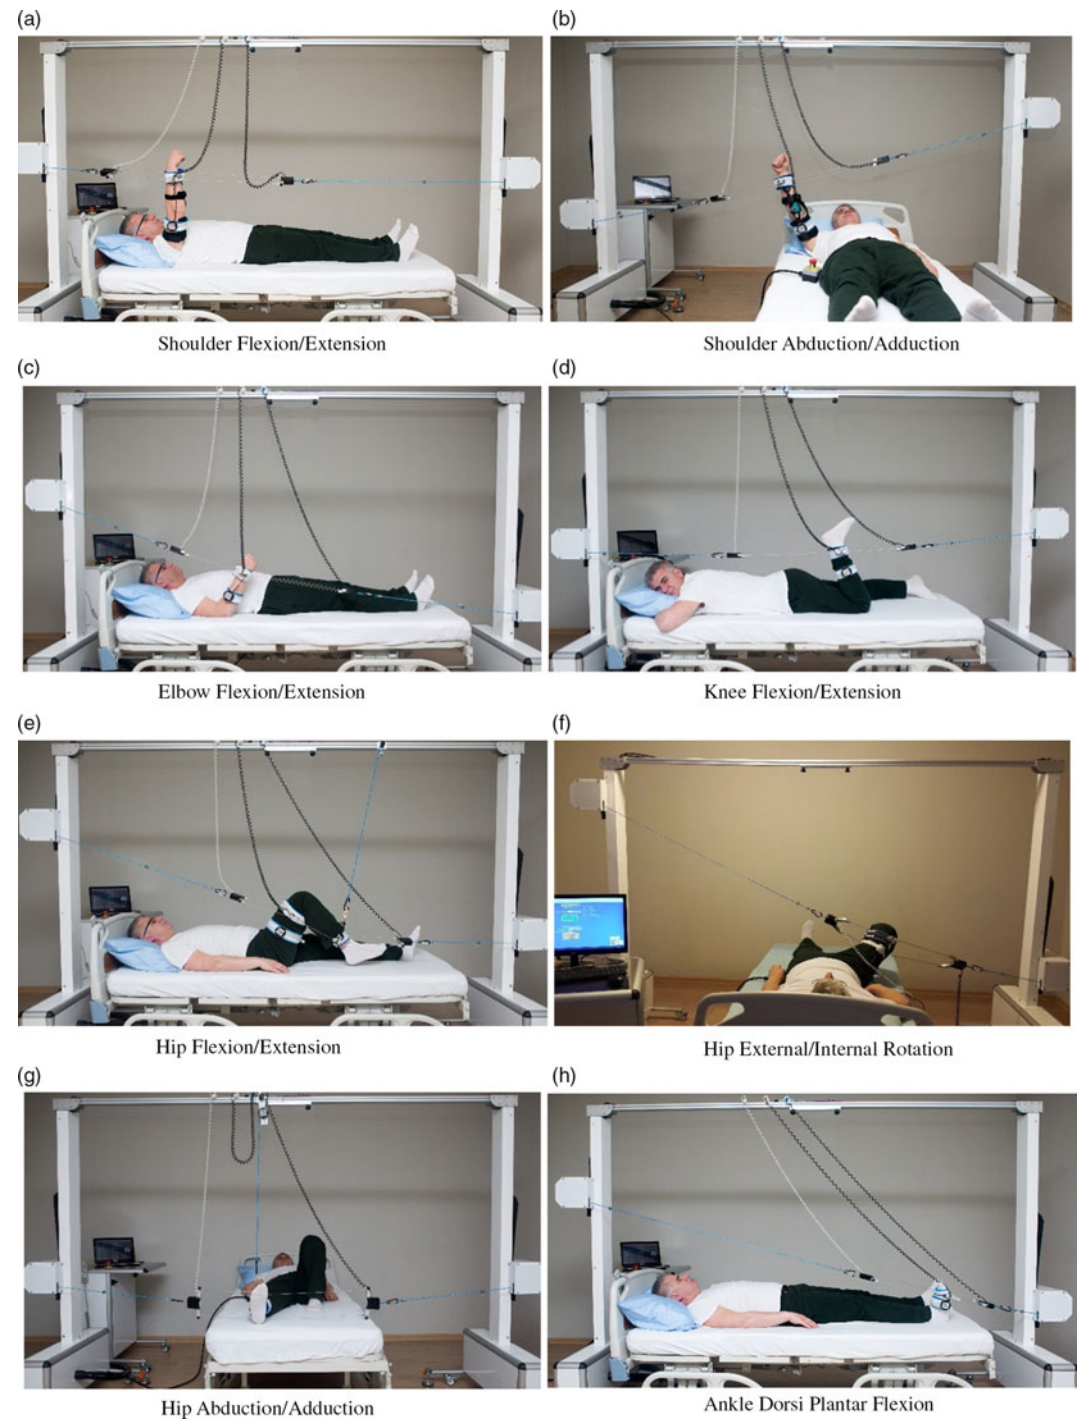 (a)
(b)
Shoulder Flexion/Extension
Shoulder Abduction/Adduction
(c)
(d)
Elbow Flexion/Extension
Knee Flexion/Extension
(e)
(f)
Hip Flexion/Extension
Hip External/Internal Rotation
(g)
(h)
Hip Abduction/Adduction
Ankle Dorsi Plantar Flexion